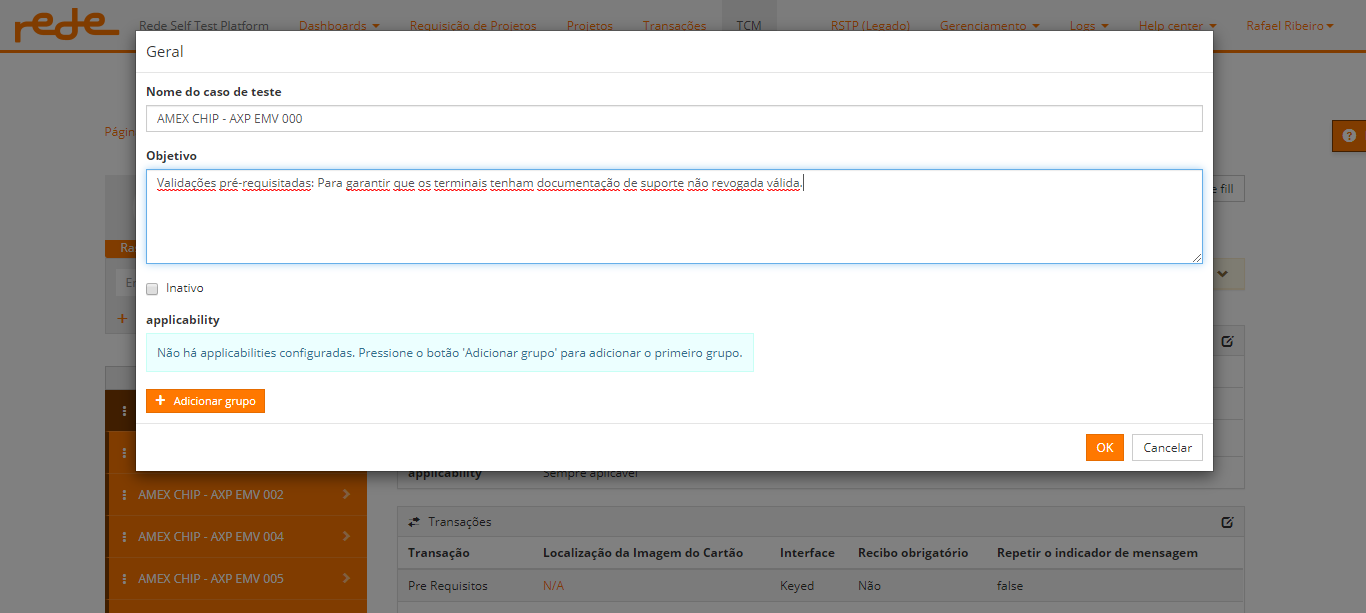 rede Rede Self Test Platform Dashboards Requisição de Projetos Projetos Transações TCM RSTP (Legado) Gerenciamento Logs Help center Rafael Ribeiro
Geral
Nome do caso de teste
AMEX CHIP - AXP EMV 000
Págin
Objetivo
Validações pré-requisitadas: Para garantir que os terminais tenham documentação de suporte não revogada válida.
e fill
Ra
En
Inativo
+
applicability
Não há applicabilities configuradas. Pressione o botão 'Adicionar grupo' para adicionar o primeiro grupo.
+ Adicionar grupo
OK Cancelar
applicability Sempre aplicável
AMEX CHIP - AXP EMV 002
Transações
AMEX CHIP - AXP EMV 004
Transação Localização da Imagem do Cartão Interface Recibo obrigatório Repetir o indicador de mensagem
AMEX CHIP - AXP EMV 005
Pre Requisitos N/A Keyed Não false